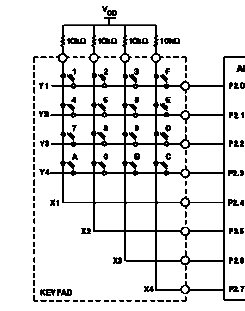 VDD
10kΩ 10kΩ 10kΩ 10kΩ
1 2 3 F
Y1 P2.0
4 5 6 E
Y2 P2.1
7 8 9 D
Y3 P2.2
A 0 B C
Y4 P2.3
X1 P2.4
X2 P2.5
X3 P2.6
X4 P2.7
KEYPAD